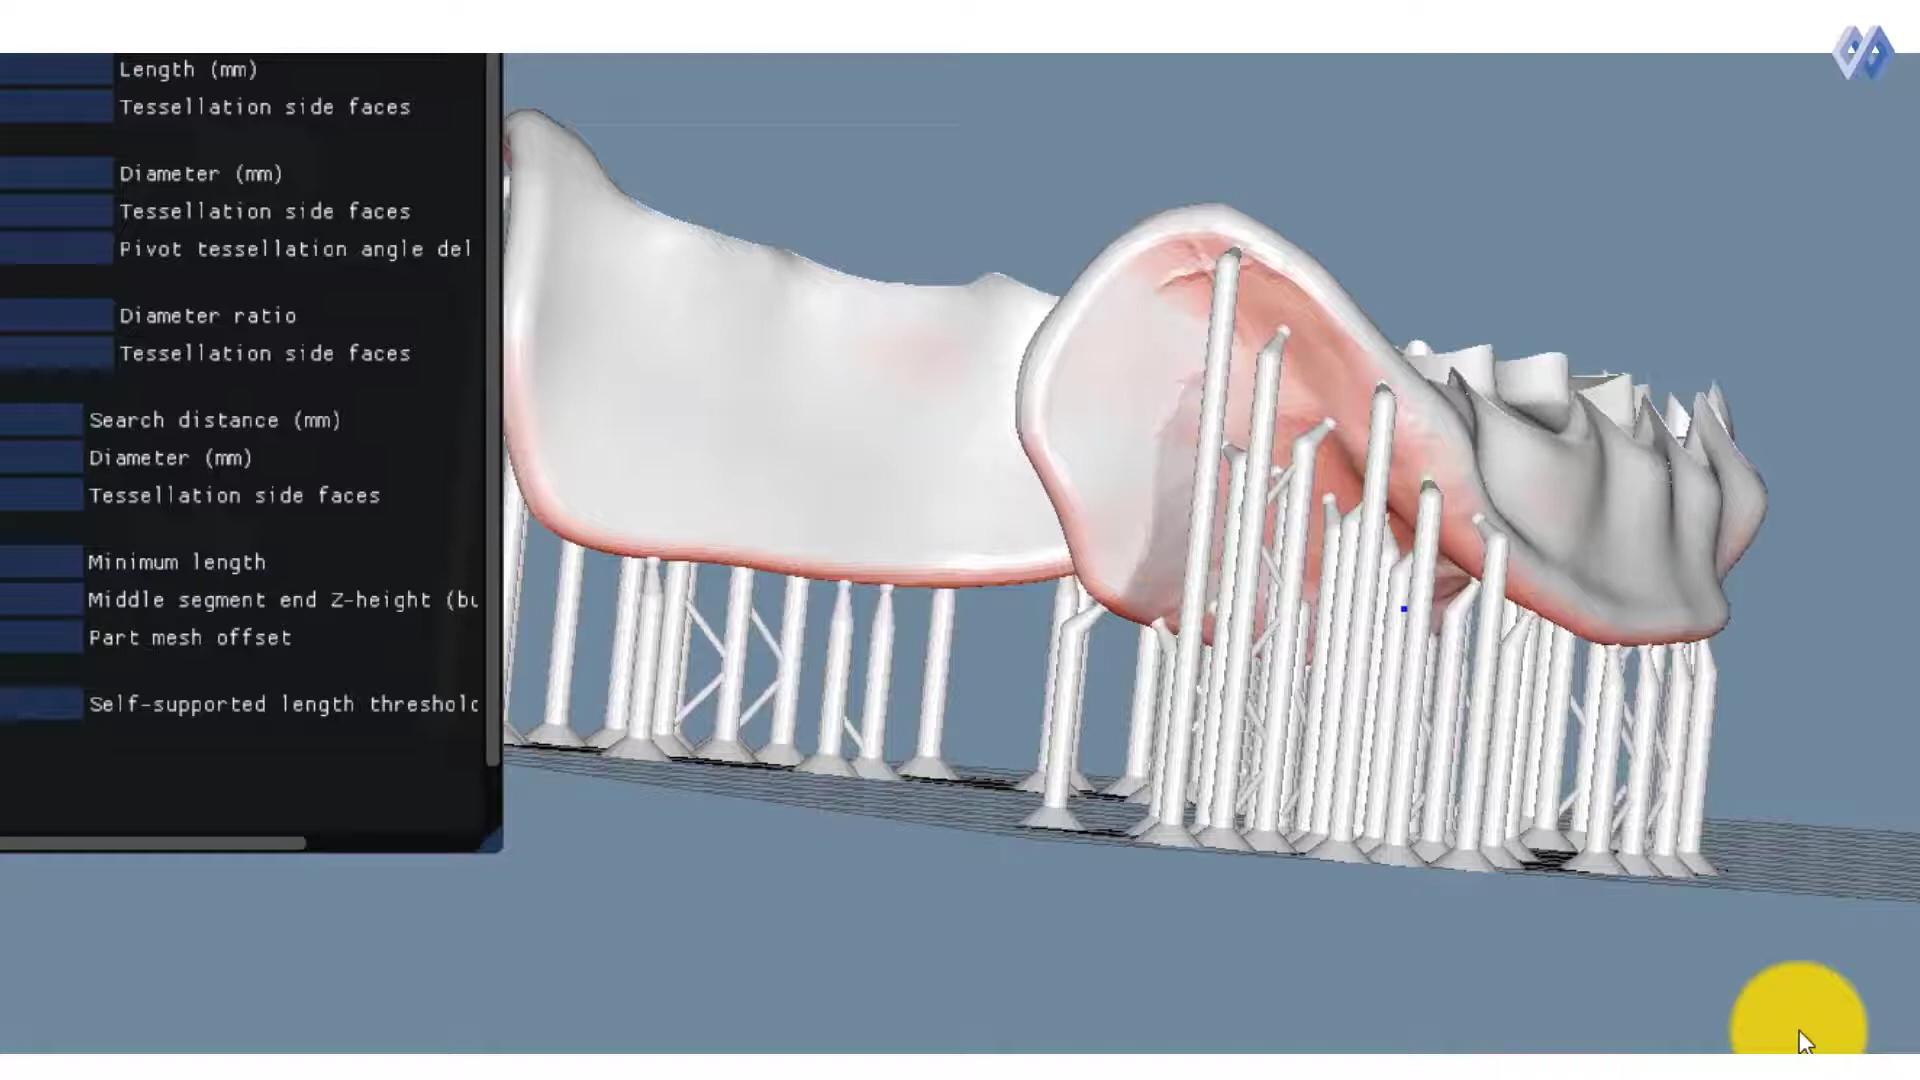 Length (mm)
Tessellation side faces
Diameter (mm)
Tessellation side faces
Pivot tessellation angle del
Diameter ratio
Tessellation side faces
Search distance (mm)
Diameter (mm)
Tessellation side faces
Minimum length
Middle segment end Z-height (bu
Part mesh offset
Self-supported length threshold